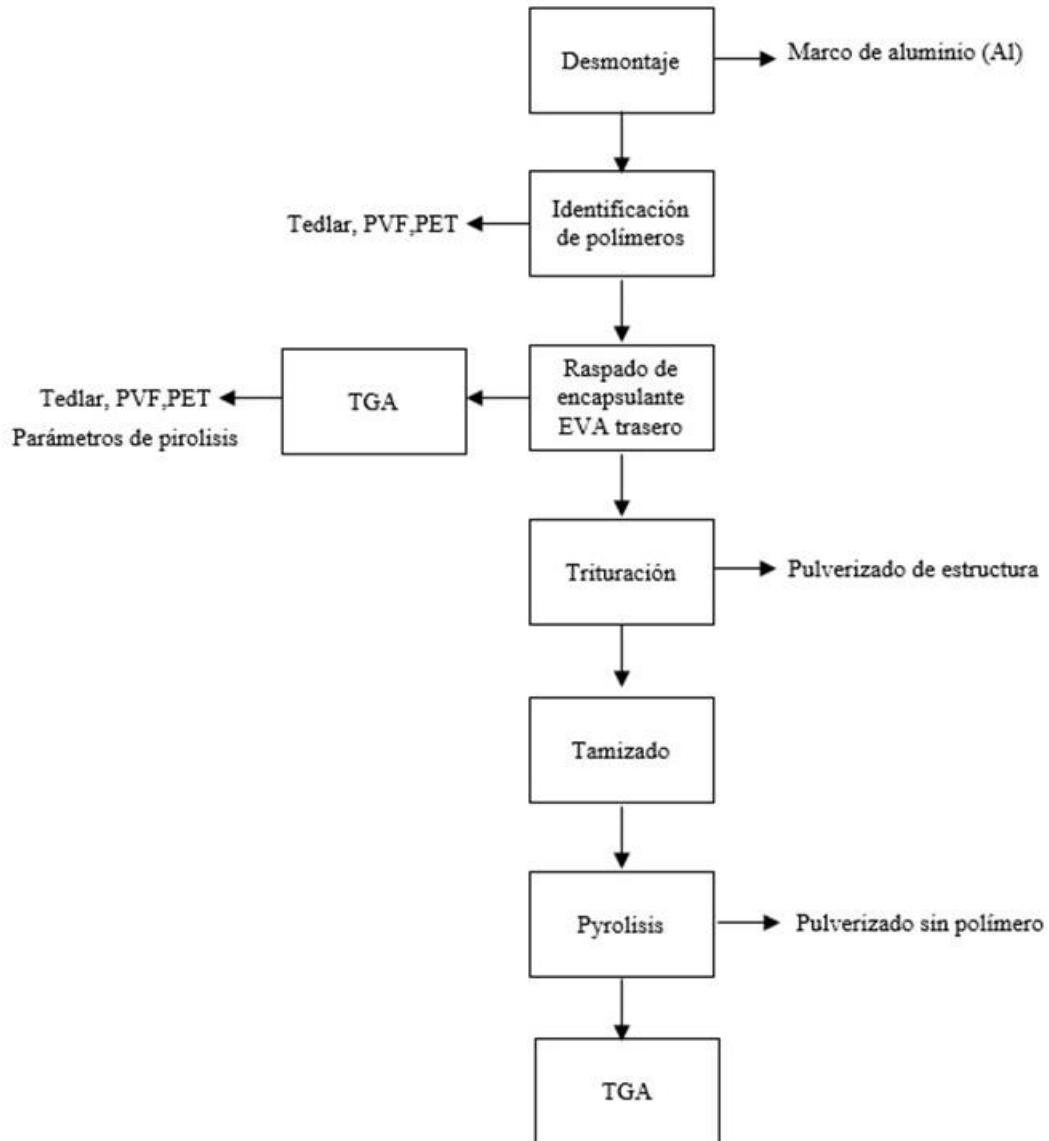 Desmontaje
Marco de aluminio (Al)
Identificación
de polímeros
Tedlar, PVF,PET
Raspado de
encapsulante
EVA trasero
TGA
Tedlar, PVF,PET
Parámetros de pirolisis
Trituración
Pulverizado de estructura
Tamizado
Pyrolisis
Pulverizado sin polímero
TGA